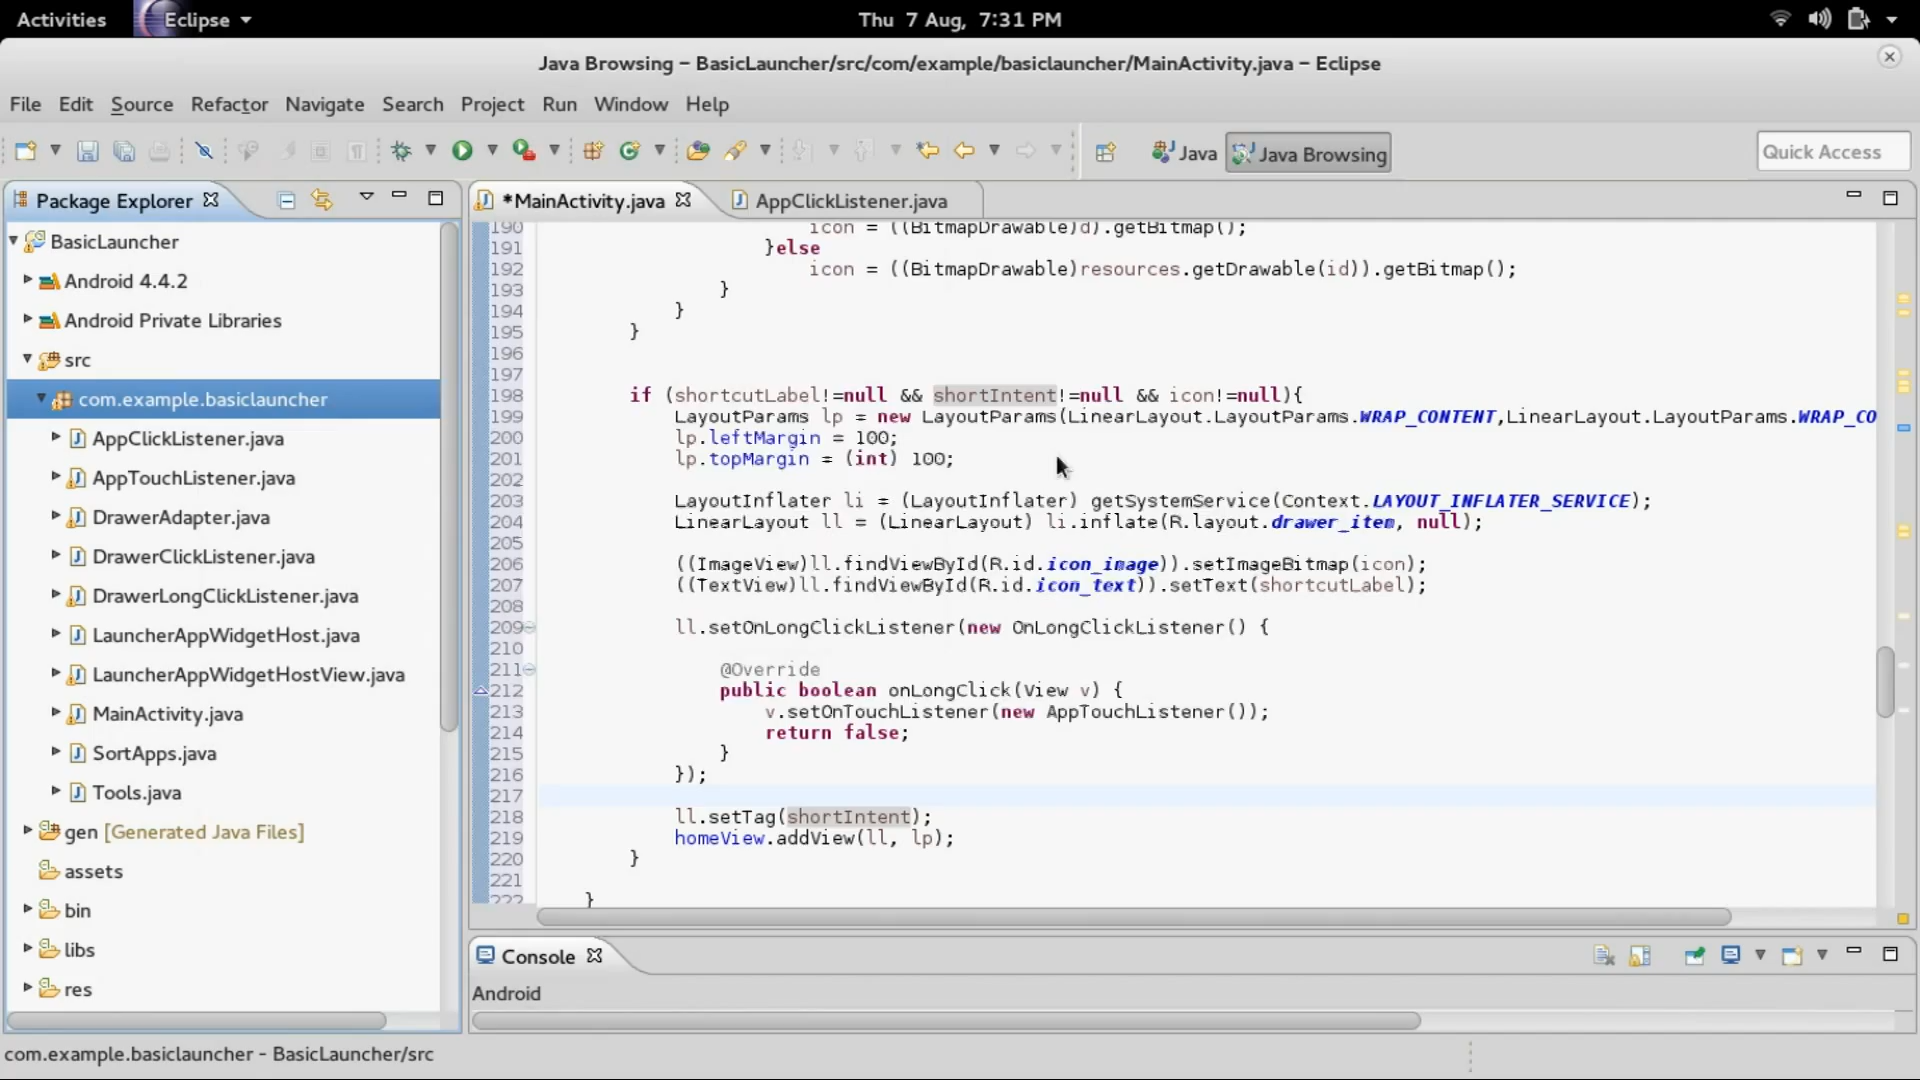 Activities Eclipse Thu 7 Aug, 7:31 PM
Java Browsing – BasicLauncher/src/com/example/basiclauncher/MainActivity.java – Eclipse
File Edit Source Refactor Navigate Search Project Run Window Help
Java Java Browsing Quick Access
Package Explorer
BasicLauncher
Android 4.4.2
Android Private Libraries
src
com.example.basiclauncher
AppClickListener.java
AppTouchListener.java
DrawerAdapter.java
DrawerClickListener.java
DrawerLongClickListener.java
LauncherAppWidgetHost.java
LauncherAppWidgetHostView.java
MainActivity.java
SortApps.java
Tools.java
gen [Generated Java Files]
assets
bin
libs
res
*MainActivity.java AppClickListener.java
190 icon = ((BitmapDrawable)d).getBitmap();
191 }else
192 icon = ((BitmapDrawable)resources.getDrawable(id)).getBitmap();
193 }
194 }
195 }
196
197
198 if (shortcutLabel!=null && shortIntent!=null && icon!=null){
199 LayoutParams lp = new LayoutParams(LinearLayout.LayoutParams.WRAP_CONTENT,LinearLayout.LayoutParams.WRAP_CO
200 lp.leftMargin = 100;
201 lp.topMargin = (int) 100;
202
203 LayoutInflater li = (LayoutInflater) getSystemService(Context.LAYOUT_INFLATER_SERVICE);
204 LinearLayout ll = (LinearLayout) li.inflate(R.layout.drawer_item, null);
205
206 ((ImageView)ll.findViewById(R.id.icon_image)).setImageBitmap(icon);
207 ((TextView)ll.findViewById(R.id.icon_text)).setText(shortcutLabel);
208
209 ll.setOnLongClickListener(new OnLongClickListener() {
210
211 @Override
212 public boolean onLongClick(View v) {
213 v.setOnTouchListener(new AppTouchListener());
214 return false;
215 }
216 });
217
218 ll.setTag(shortIntent);
219 homeView.addView(ll, lp);
220 }
221
222 }
Console
Android
com.example.basiclauncher - BasicLauncher/src